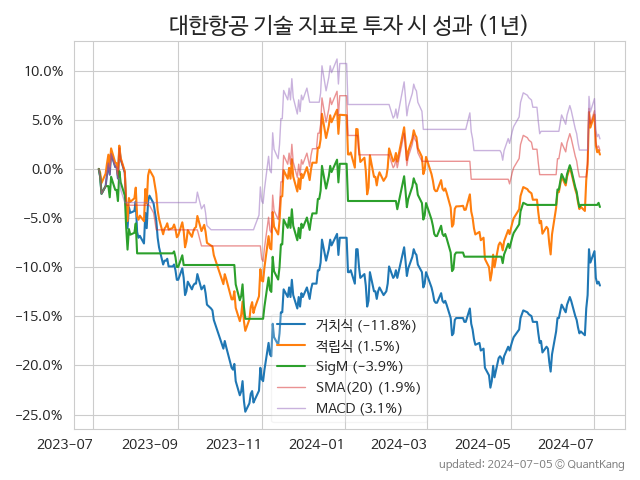 대한항공 기술 지표로 투자 시 성과 (1년)
10.0%
5.0%
0.0%
−5.0%
−10.0%
−15.0%
−20.0%
−25.0%
거치식 (−11.8%)
적립식 (1.5%)
SigM (−3.9%)
SMA(20) (1.9%)
MACD (3.1%)
2023-07 2023-09 2023-11 2024-01 2024-03 2024-05 2024-07
updated: 2024-07-05 © QuantKang